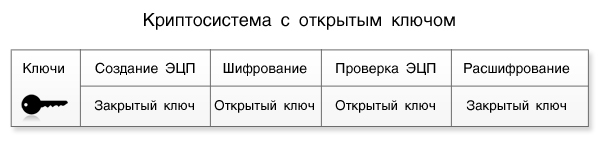 Криптосистема с открытым ключом
Ключи Создание ЭЦП Шифрование Проверка ЭЦП Расшифрование
Закрытый ключ Открытый ключ Открытый ключ Закрытый ключ